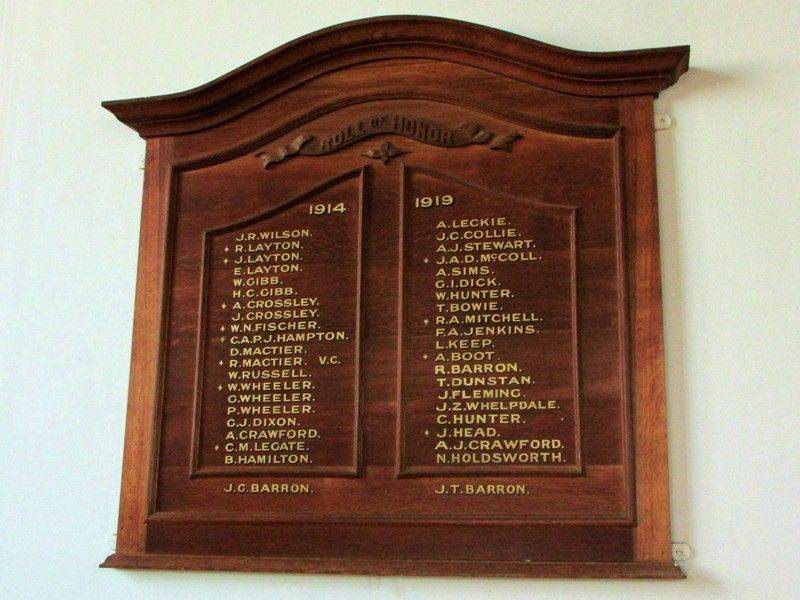 ROLL OF HONOR
1914
J.R.WILSON.
R.LAYTON.
J.LAYTON.
E.LAYTON.
W.GIBB.
H.C.GIBB.
A.CROSSLEY.
J.CROSSLEY.
W.N.FISCHER.
C.A.P.J.HAMPTON.
D.MACTIER.
R.MACTIER. V.C.
W.RUSSELL.
W.WHEELER.
G.WHEELER.
P.WHEELER.
C.J.DIXON.
A.CRAWFORD.
C.M.LEGATE.
B.HAMILTON.
J.G.BARRON.
1919
A.LECKIE.
J.C.COLLIE.
A.J.STEWART.
J.A.D.McCOLL.
A.SIMS.
G.I.DICK.
W.HUNTER.
T.BOWIE.
R.A.MITCHELL.
F.A.JENKINS.
L.KEEP.
A.BOOT.
R.BARRON.
T.DUNSTAN.
J.FLEMING.
J.Z.WHELPDALE.
C.HUNTER.
J.HEAD.
A.J.CRAWFORD.
N.HOLDSWORTH.
J.T.BARRON.